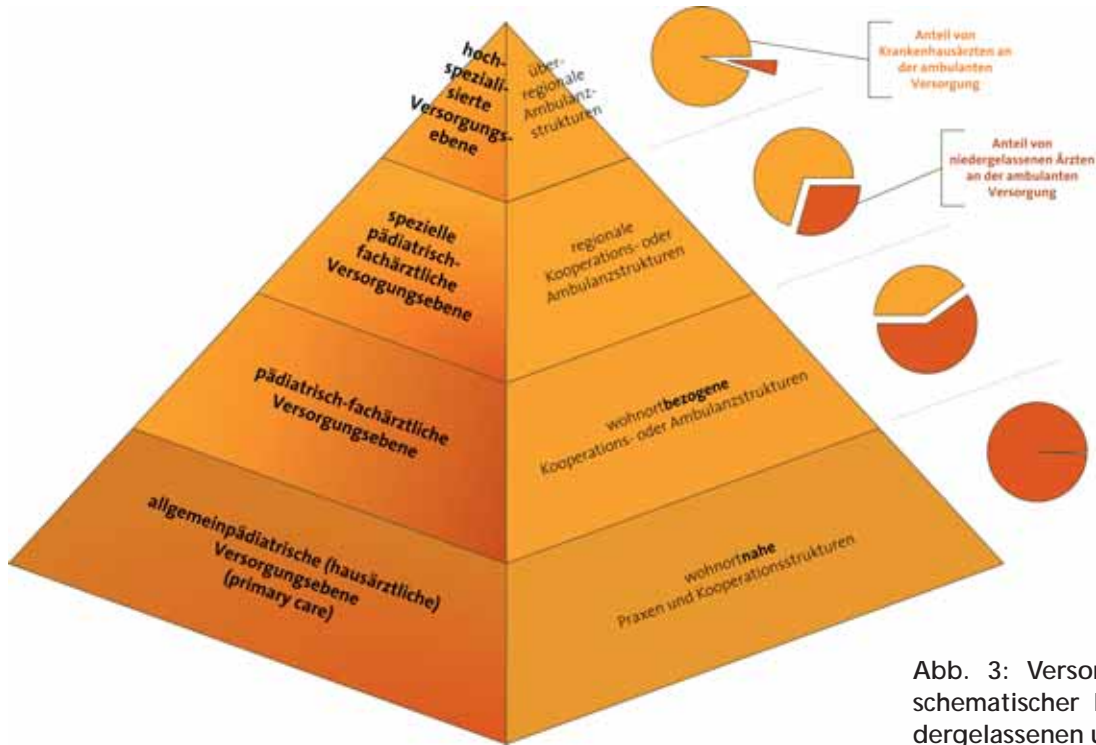 hoch-
speziali-
sierte
Versorgungs-
ebene
über-
regionale
Ambulanz-
strukturen
Anteil von
Krankenhausärzten an
der ambulanten
Versorgung
Anteil von
niedergelassenen Ärzten
an der ambulanten
Versorgung
spezielle
pädiatrisch-
fachärztliche
Versorgungsebene
regionale
Kooperations- oder
Ambulanzstrukturen
pädiatrisch-fachärztliche
Versorgungsebene
wohnortbezogene
Kooperations- oder Ambulanzstrukturen
allgemeinpädiatrische (hausärztliche)
Versorgungsebene
(primary care)
wohnortnahe
Praxen und Kooperationsstrukturen
Abb. 3: Versor
schematischer
dergelassenen u